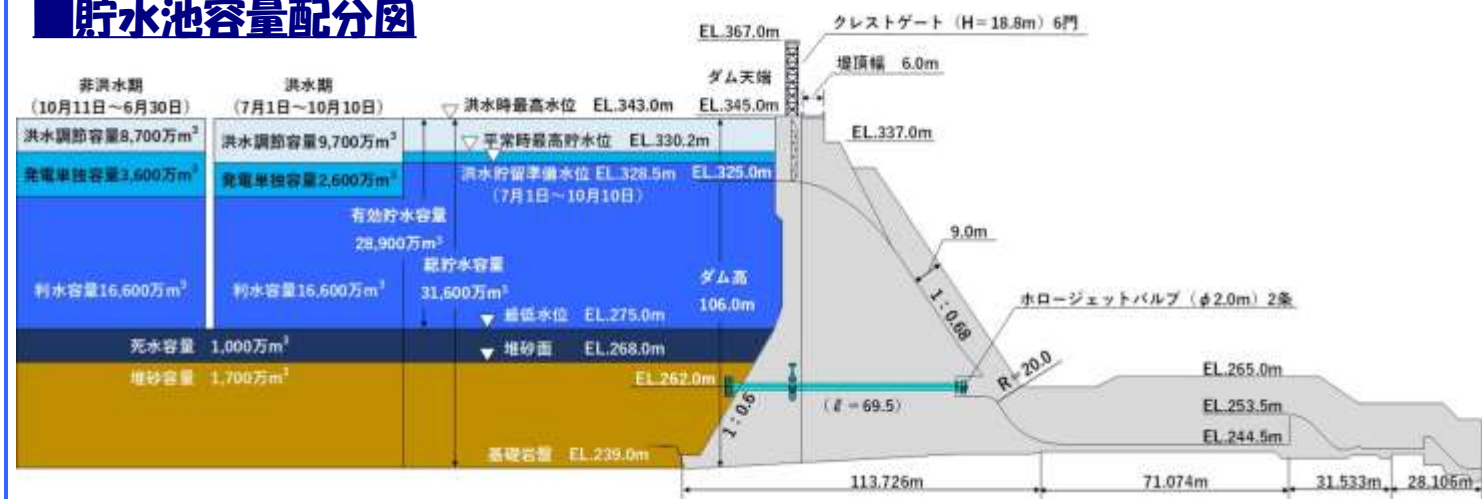 ■貯水池容量配分図
非洪水期
（10月11日～6月30日）
洪水調節容量8,700万m³
発電単独容量3,600万m³
利水容量16,600万m³
洪水期
（7月1日～10月10日）
洪水調節容量9,700万m³
発電単独容量2,600万m³
利水容量16,600万m³
死水容量 1,000万m³
堆砂容量 1,700万m³
洪水時最高水位 EL.343.0m
平常時最高貯水位 EL.330.2m
洪水貯留準備水位 EL.328.5m
（7月1日～10月10日）
有効貯水容量
28,900万m³
総貯水容量
31,600万m³
最低水位 EL.275.0m
堆砂面 EL.268.0m
基礎岩盤 EL.239.0m
EL.367.0m
ダム天端
EL.345.0m
EL.325.0m
ダム高
106.0m
EL.262.0m
クレストゲート（H＝18.8m）6門
堤頂幅 6.0m
EL.337.0m
9.0m
1：0.68
ホロージェットバルブ（φ2.0m）2条
R＝20.0
（ℓ＝69.5）
1：0.6
EL.265.0m
EL.253.5m
EL.244.5m
113.726m
71.074m
31.533m
28.106m